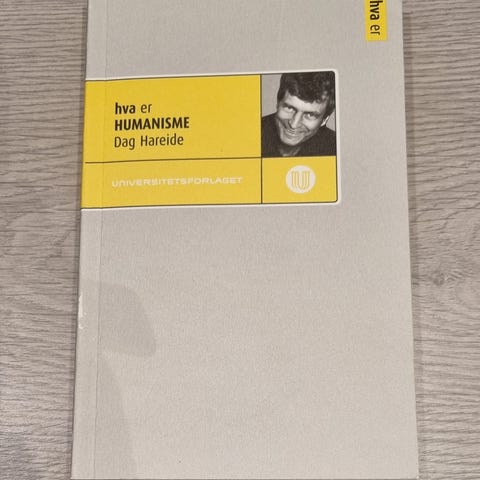 hva er
hva er
HUMANISME
Dag Hareide
UNIVERSITETSFORLAGET
U